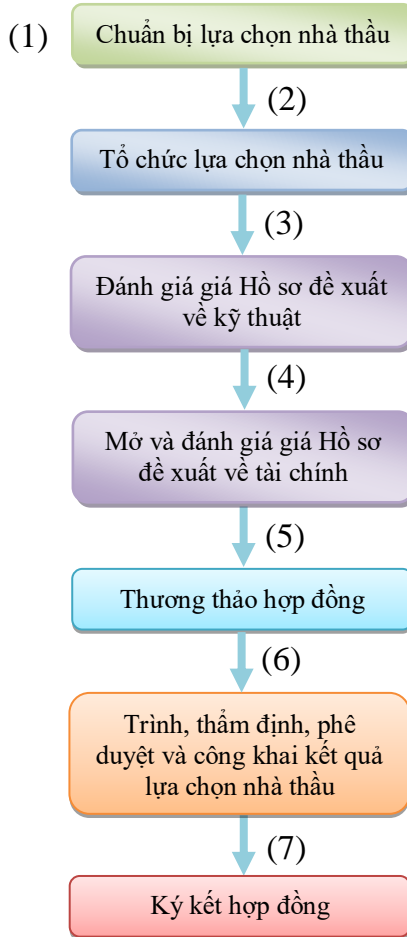 (1)
Chuẩn bị lựa chọn nhà thầu
(2)
Tổ chức lựa chọn nhà thầu
(3)
Đánh giá giá Hồ sơ đề xuất
về kỹ thuật
(4)
Mở và đánh giá giá Hồ sơ
đề xuất về tài chính
(5)
Thương thảo hợp đồng
(6)
Trình, thẩm định, phê
duyệt và công khai kết quả
lựa chọn nhà thầu
(7)
Ký kết hợp đồng